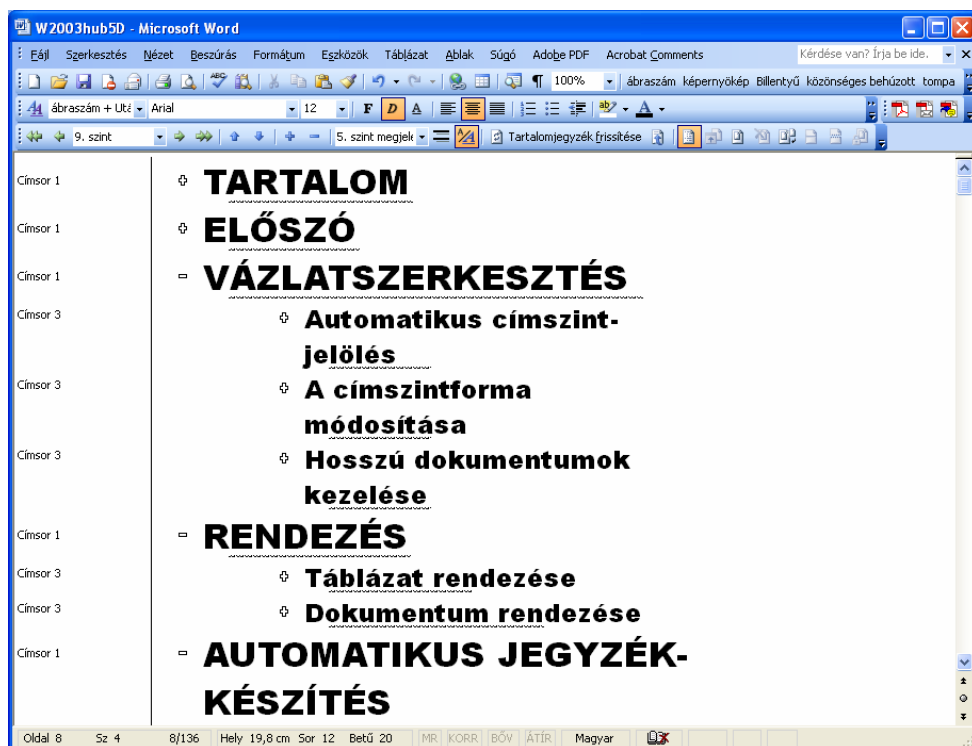 W2003hub5D - Microsoft Word
Fájl Szerkesztés Nézet Beszúrás Formátum Eszközök Táblázat Ablak Súgó Adobe PDF Acrobat Comments Kérdése van? Írja be ide.
100% ábraszám képernyőkép Billentyű közönséges behúzott tompa
ábraszám + Uta Arial 12 F D A
9. szint 5. szint megjele Tartalomjegyzék frissítése
Címsor 1 TARTALOM
Címsor 1 ELŐSZÓ
Címsor 1 VÁZLATSZERKESZTÉS
Címsor 3 Automatikus címszint-
jelölés
Címsor 3 A címszintforma
módosítása
Címsor 3 Hosszú dokumentumok
kezelése
Címsor 1 RENDEZÉS
Címsor 3 Táblázat rendezése
Címsor 3 Dokumentum rendezése
Címsor 1 AUTOMATIKUS JEGYZÉK-
KÉSZÍTÉS
Oldal 8 Sz 4 8/136 Hely 19,8 cm Sor 12 Betű 20 MR KORR BŐV ÁTÍR Magyar